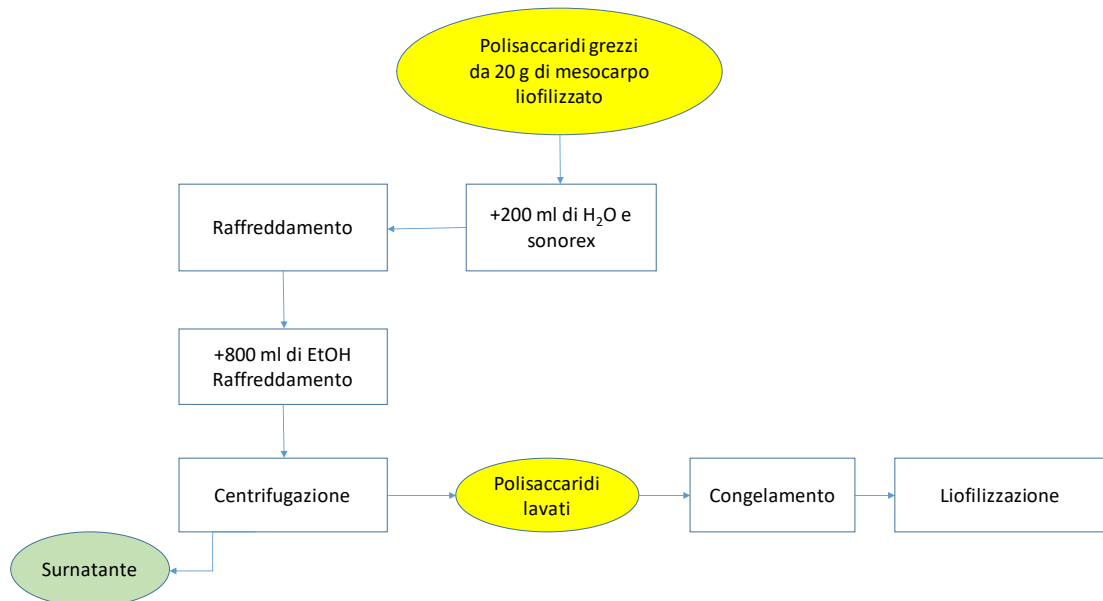 Polisaccaridi grezzi
da 20 g di mesocarpo
liofilizzato
+200 ml di H₂O e
sonorex
Raffreddamento
+800 ml di EtOH
Raffreddamento
Centrifugazione
Polisaccaridi
lavati
Congelamento
Liofilizzazione
Surnatante